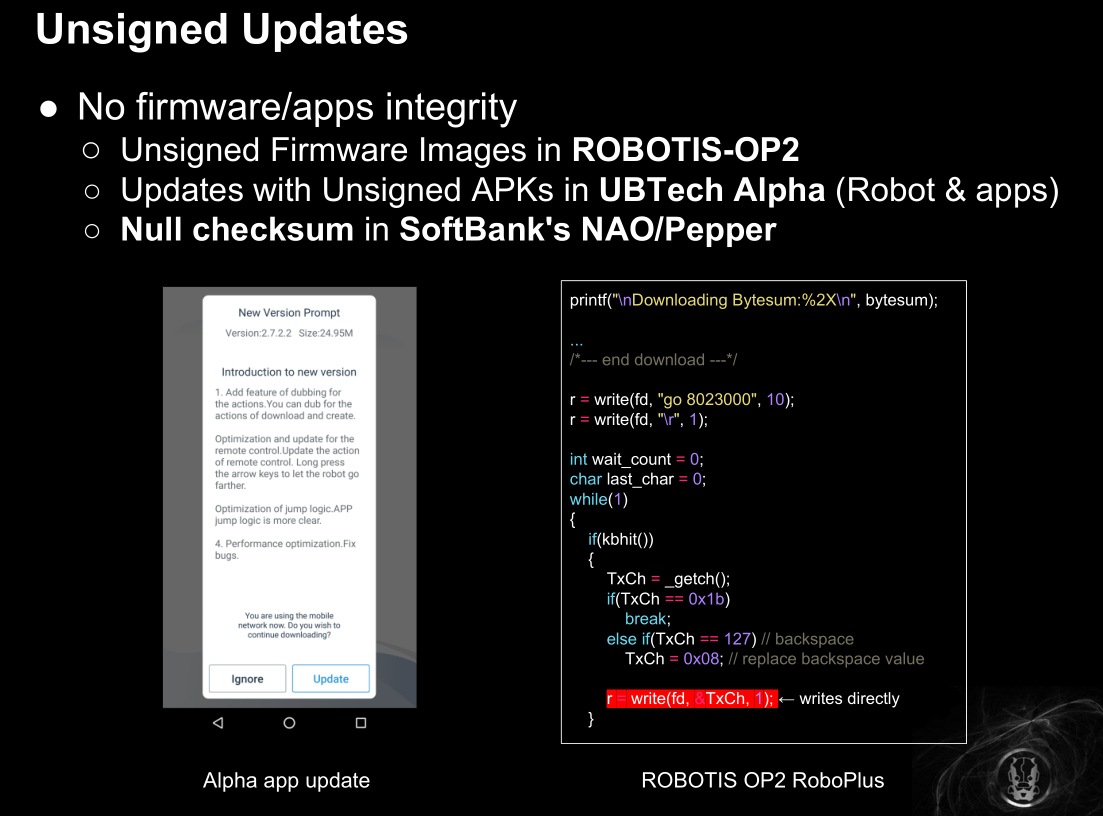 Unsigned Updates
● No firmware/apps integrity
○ Unsigned Firmware Images in ROBOTIS-OP2
○ Updates with Unsigned APKs in UBTech Alpha (Robot & apps)
○ Null checksum in SoftBank's NAO/Pepper
New Version Prompt
Version:2.7.2.2 Size:24.95M
Introduction to new version
1. Add feature of dubbing for
the actions.You can dub for the
actions of download and create.
Optimization and update for the
remote control.Update the action
of remote control. Long press
the arrow keys to let the robot go
farther.
Optimization of jump logic.APP
jump logic is more clear.
4. Performance optimization.Fix
bugs.
You are using the mobile
network now. Do you wish to
continue downloading?
Ignore Update
Alpha app update
printf("\nDownloading Bytesum:%2X\n", bytesum);
...
/*--- end download ---*/
r = write(fd, "go 8023000", 10);
r = write(fd, "\r", 1);
int wait_count = 0;
char last_char = 0;
while(1)
{
if(kbhit())
{
TxCh = _getch();
if(TxCh == 0x1b)
break;
else if(TxCh == 127) // backspace
TxCh = 0x08; // replace backspace value
r = write(fd, &TxCh, 1); ← writes directly
}
ROBOTIS OP2 RoboPlus